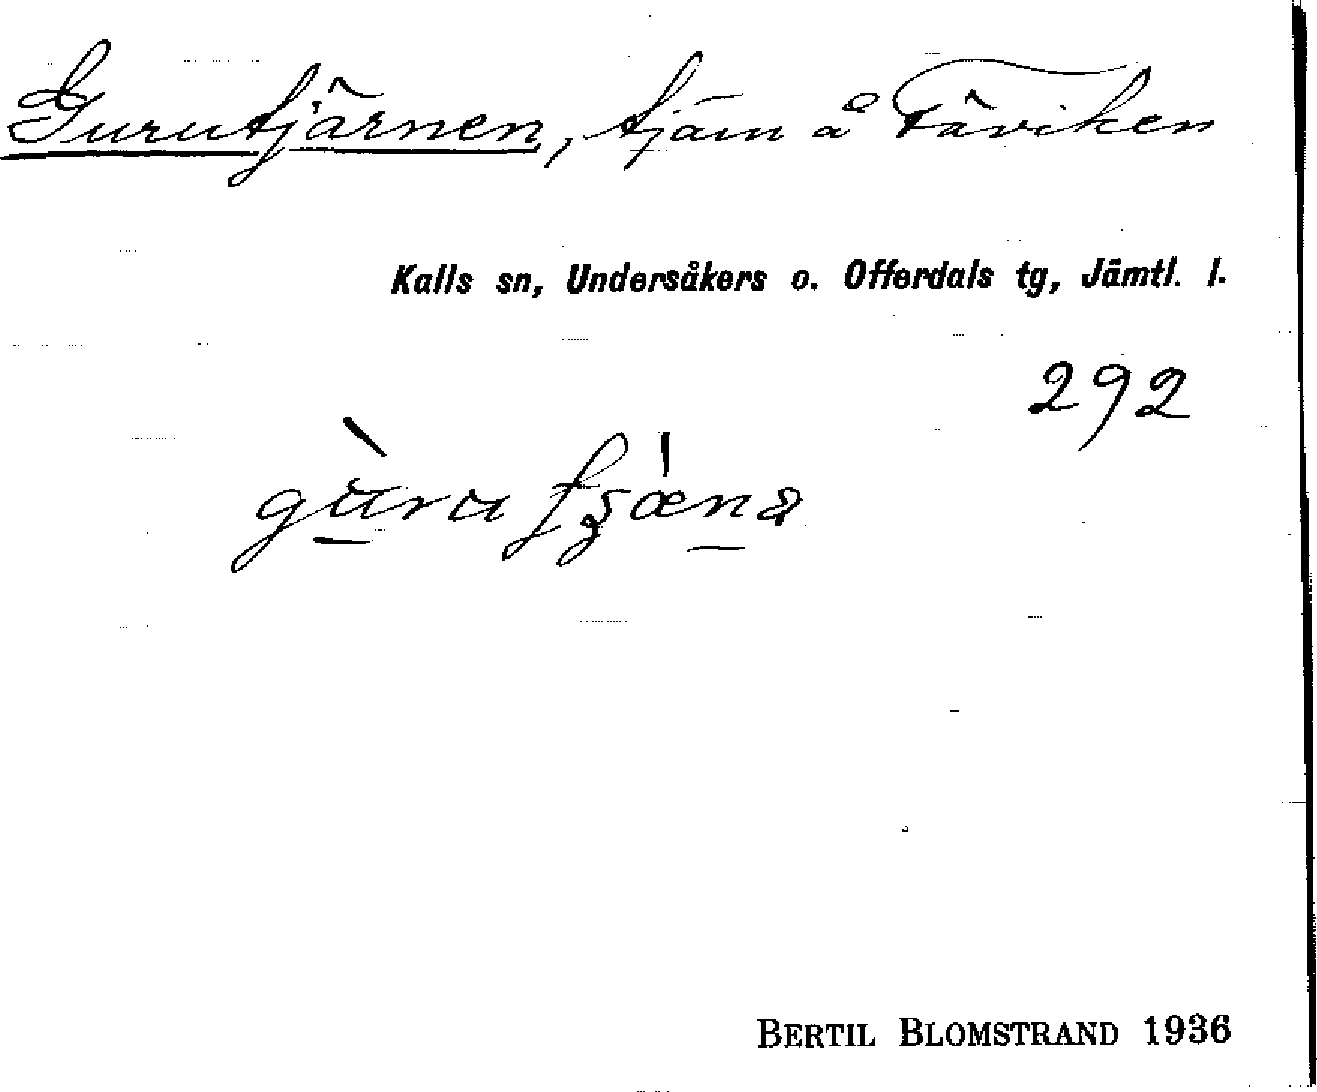 Gurutjärnen, tjärn å Fäviken
Kalls sn, Undersåkers o. Offerdals tg, Jämtl. l.
292
BERTIL BLOMSTRAND 1936